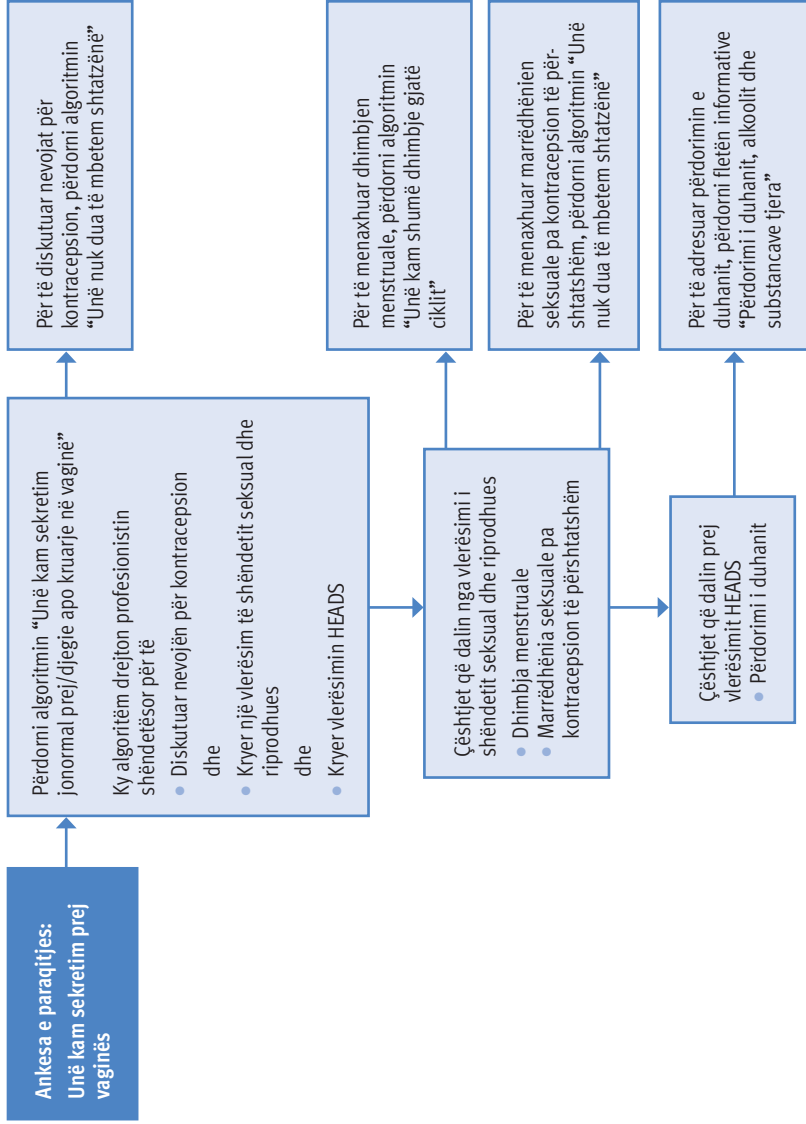 Ankesa e paraqitjes:
Unë kam sekretim prej
vaginës
Përdorni algoritmin “Unë kam sekretim
jonormal prej/djegie apo kruarje në vaginë”
Ky algoritëm drejton profesionistin
shëndetësor për të
• Diskutuar nevojën për kontracepsion
dhe
• Kryer një vlerësim të shëndetit seksual dhe
riprodhues
dhe
• Kryer vlerësimin HEADS
Për të diskutuar nevojat për
kontracepsion, përdorni algoritmin
“Unë nuk dua të mbetem shtatzënë”
Çështjet që dalin nga vlerësimi i
shëndetit seksual dhe riprodhues
• Dhimbja menstruale
• Marrëdhënia seksuale pa
kontracepsion të përshtatshëm
Për të menaxhuar dhimbjen
menstruale, përdorni algoritmin
“Unë kam shumë dhimbje gjatë
ciklit”
Për të menaxhuar marrëdhënien
seksuale pa kontracepsion të për-
shtatshëm, përdorni algoritmin “Unë
nuk dua të mbetem shtatzënë”
Çështjet që dalin prej
vlerësimit HEADS
• Përdorimi i duhanit
Për të adresuar përdorimin e
duhanit, përdorni fletën informative
“Përdorimi i duhanit, alkoolit dhe
substancave tjera”